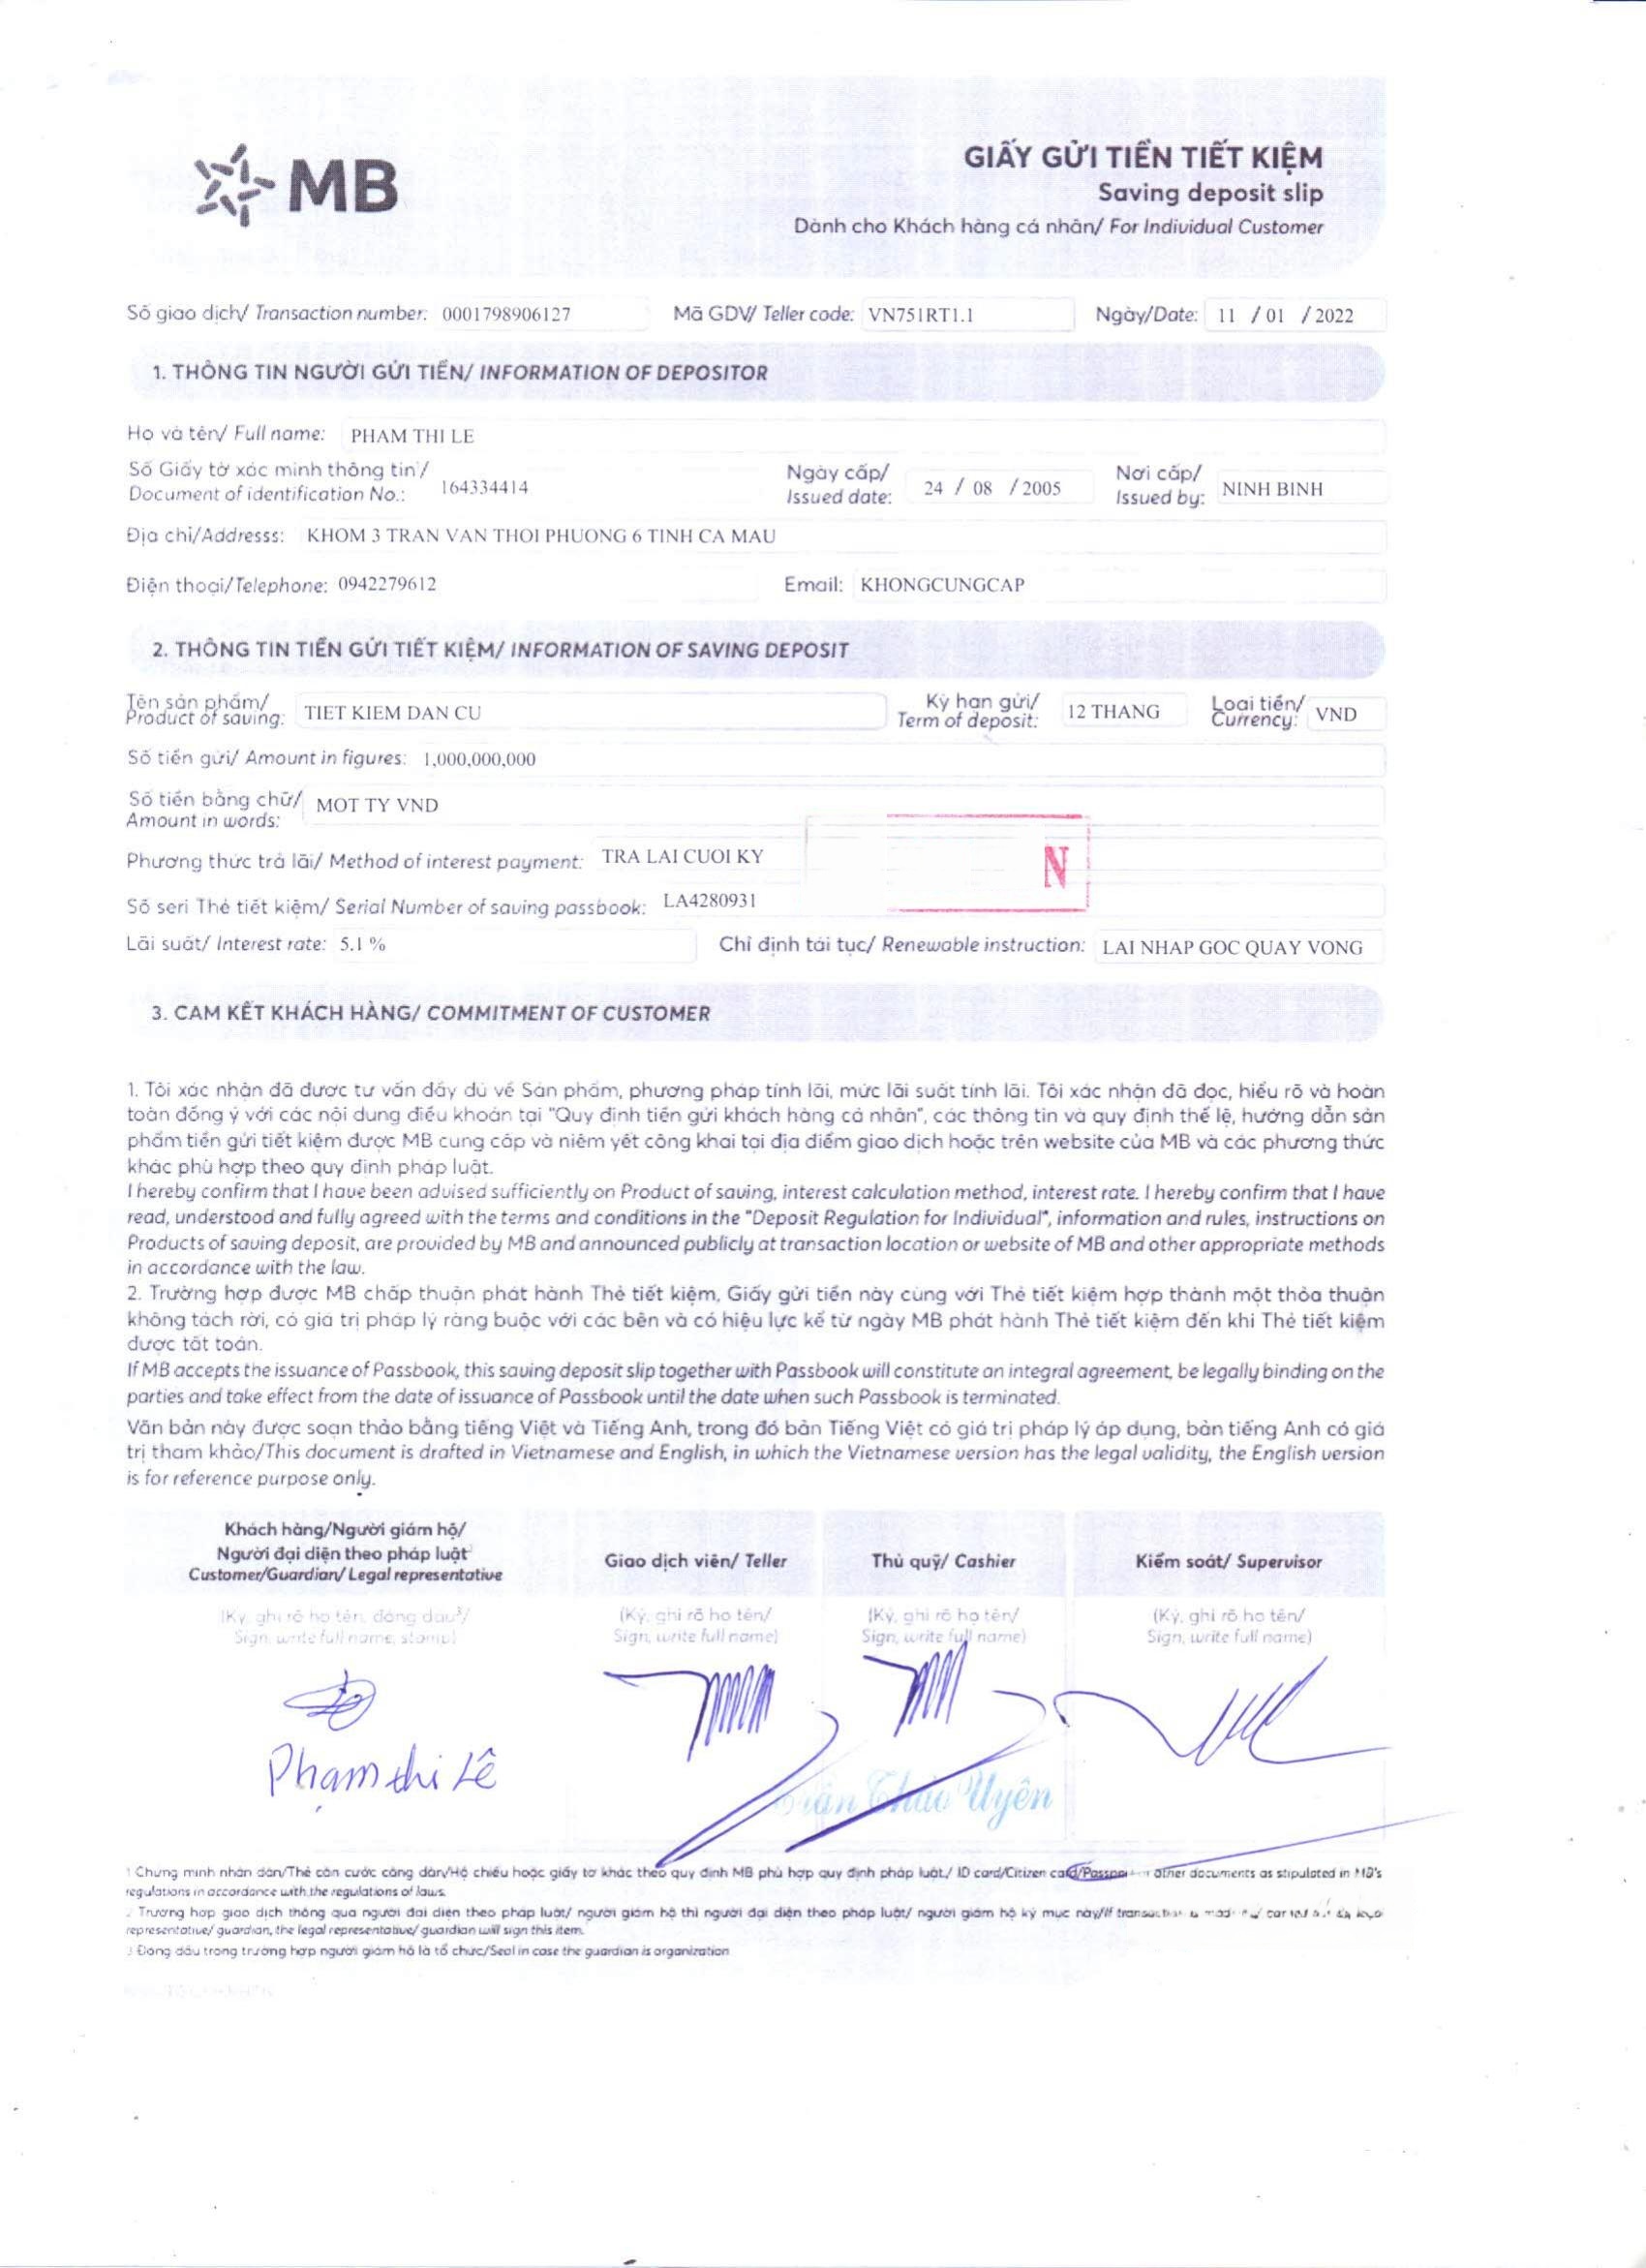 MB
GIẤY GỬI TIỀN TIẾT KIỆM
Saving deposit slip
Dành cho Khách hàng cá nhân/ For Individual Customer
Số giao dịch/ Transaction number: 0001798906127 Mã GDV/ Teller code: VN751RT1.1 Ngày/Date: 11 / 01 / 2022
1. THÔNG TIN NGƯỜI GỬI TIỀN/ INFORMATION OF DEPOSITOR
Họ và tên/ Full name: PHAM THI LE
Số Giấy tờ xác minh thông tin¹/ Document of identification No.: 164334414 Ngày cấp/ Issued date: 24 / 08 / 2005 Nơi cấp/ Issued by: NINH BINH
Địa chỉ/Addresss: KHOM 3 TRAN VAN THOI PHUONG 6 TINH CA MAU
Điện thoại/Telephone: 0942279612 Email: KHONGCUNGCAP
2. THÔNG TIN TIỀN GỬI TIẾT KIỆM/ INFORMATION OF SAVING DEPOSIT
Tên sản phẩm/ Product of saving: TIET KIEM DAN CU Kỳ hạn gửi/ Term of deposit: 12 THANG Loại tiền/ Currency: VND
Số tiền gửi/ Amount in figures: 1,000,000,000
Số tiền bằng chữ/ Amount in words: MOT TY VND
Phương thức trả lãi/ Method of interest payment: TRA LAI CUOI KY
N
Số seri Thẻ tiết kiệm/ Serial Number of saving passbook: LA4280931
Lãi suất/ Interest rate: 5.1 % Chỉ định tái tục/ Renewable instruction: LAI NHAP GOC QUAY VONG
3. CAM KẾT KHÁCH HÀNG/ COMMITMENT OF CUSTOMER
1. Tôi xác nhận đã được tư vấn đầy đủ về Sản phẩm, phương pháp tính lãi, mức lãi suất tính lãi. Tôi xác nhận đã đọc, hiểu rõ và hoàn
toàn đồng ý với các nội dung điều khoản tại "Quy định tiền gửi khách hàng cá nhân", các thông tin và quy định thể lệ, hướng dẫn sản
phẩm tiền gửi tiết kiệm được MB cung cấp và niêm yết công khai tại địa điểm giao dịch hoặc trên website của MB và các phương thức
khác phù hợp theo quy định pháp luật.
I hereby confirm that I have been advised sufficiently on Product of saving, interest calculation method, interest rate. I hereby confirm that I have
read, understood and fully agreed with the terms and conditions in the "Deposit Regulation for Individual", information and rules, instructions on
Products of saving deposit, are provided by MB and announced publicly at transaction location or website of MB and other appropriate methods
in accordance with the law.
2. Trường hợp được MB chấp thuận phát hành Thẻ tiết kiệm, Giấy gửi tiền này cùng với Thẻ tiết kiệm hợp thành một thỏa thuận
không tách rời, có giá trị pháp lý ràng buộc với các bên và có hiệu lực kể từ ngày MB phát hành Thẻ tiết kiệm đến khi Thẻ tiết kiệm
được tất toán.
If MB accepts the issuance of Passbook, this saving deposit slip together with Passbook will constitute an integral agreement, be legally binding on the
parties and take effect from the date of issuance of Passbook until the date when such Passbook is terminated.
Văn bản này được soạn thảo bằng tiếng Việt và Tiếng Anh, trong đó bản Tiếng Việt có giá trị pháp lý áp dụng, bản tiếng Anh có giá
trị tham khảo/This document is drafted in Vietnamese and English, in which the Vietnamese version has the legal validity, the English version
is for reference purpose only.
Khách hàng/Người giám hộ/
Người đại diện theo pháp luật²
Customer/Guardian/ Legal representative
Giao dịch viên/ Teller Thủ quỹ/ Cashier Kiểm soát/ Supervisor
(Ký, ghi rõ họ tên, đóng dấu³/ (Ký, ghi rõ họ tên/ (Ký, ghi rõ họ tên/ (Ký, ghi rõ họ tên/
Sign, write full name, stamp) Sign, write full name) Sign, write full name) Sign, write full name)
Phạm thi Lê
Thảo Uyên
1 Chứng minh nhân dân/Thẻ căn cước công dân/Hộ chiếu hoặc giấy tờ khác theo quy định MB phù hợp quy định pháp luật./ ID card/Citizen card/Passport or other documents as stipulated in MB's
regulations in accordance with the regulations of laws.
2 Trường hợp giao dịch thông qua người đại diện theo pháp luật/ người giám hộ thì người đại diện theo pháp luật/ người giám hộ ký mục này/If transaction is made
representative/ guardian, the legal representative/ guardian will sign this item.
3 Đóng dấu trong trường hợp người giám hộ là tổ chức/Seal in case the guardian is organization